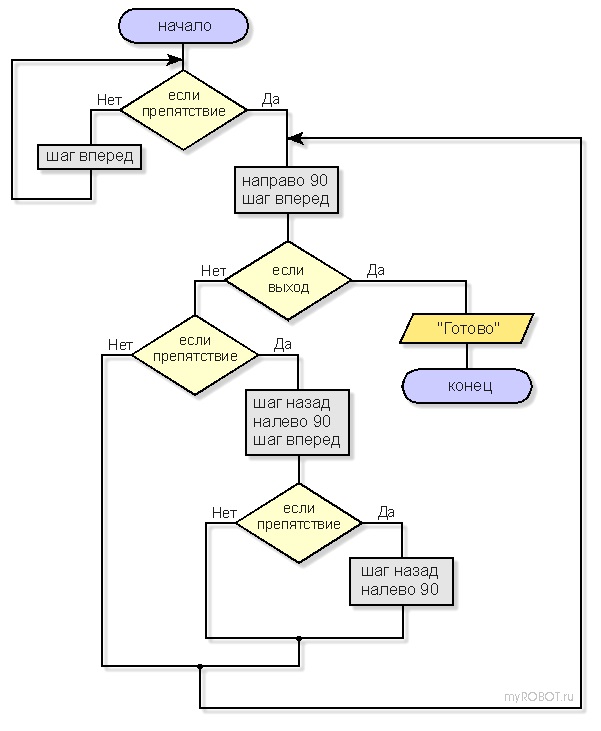 начало
если
препятствие
Нет
Да
шаг вперед
направо 90
шаг вперед
если
выход
Нет
Да
"Готово"
конец
если
препятствие
Нет
Да
шаг назад
налево 90
шаг вперед
если
препятствие
Нет
Да
шаг назад
налево 90
myROBOT.ru